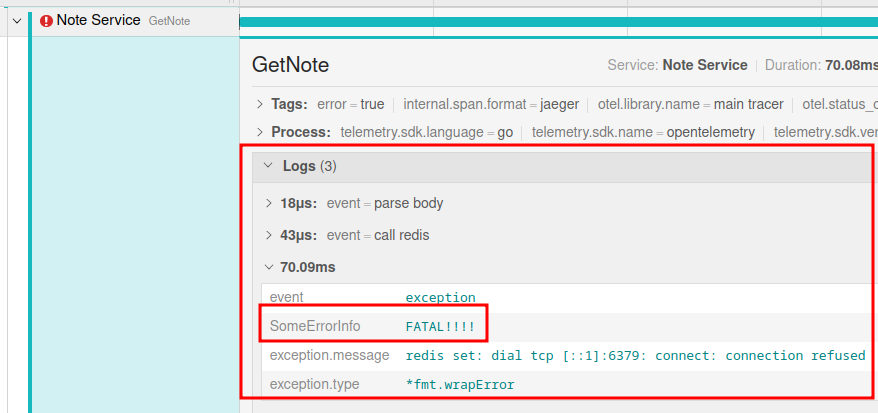 Note Service GetNote
GetNote Service: Note Service Duration: 70.08ms
Tags: error = true internal.span.format = jaeger otel.library.name = main tracer otel.status_c
Process: telemetry.sdk.language = go telemetry.sdk.name = opentelemetry telemetry.sdk.ver
Logs (3)
18μs: event = parse body
43μs: event = call redis
70.09ms
event exception
SomeErrorInfo FATAL!!!!
exception.message redis set: dial tcp [::1]:6379: connect: connection refused
exception.type *fmt.wrapError